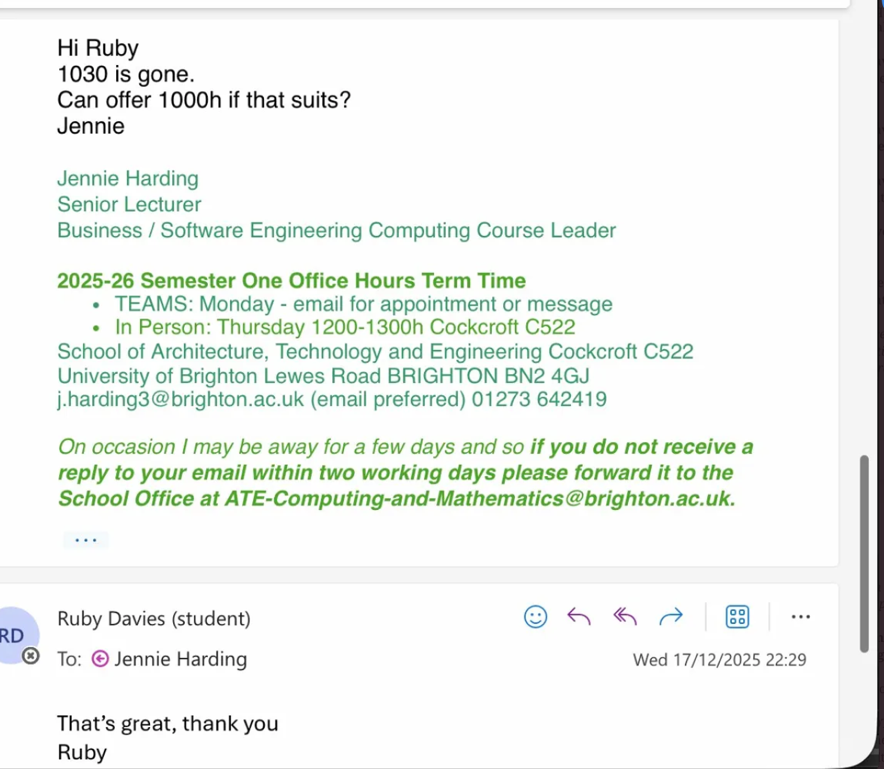 Hi Ruby
1030 is gone.
Can offer 1000h if that suits?
Jennie
Jennie Harding
Senior Lecturer
Business / Software Engineering Computing Course Leader
2025-26 Semester One Office Hours Term Time
• TEAMS: Monday - email for appointment or message
• In Person: Thursday 1200-1300h Cockcroft C522
School of Architecture, Technology and Engineering Cockcroft C522
University of Brighton Lewes Road BRIGHTON BN2 4GJ
j.harding3@brighton.ac.uk (email preferred) 01273 642419
On occasion I may be away for a few days and so if you do not receive a
reply to your email within two working days please forward it to the
School Office at ATE-Computing-and-Mathematics@brighton.ac.uk.
...
RD
Ruby Davies (student)
To: Jennie Harding
Wed 17/12/2025 22:29
That's great, thank you
Ruby